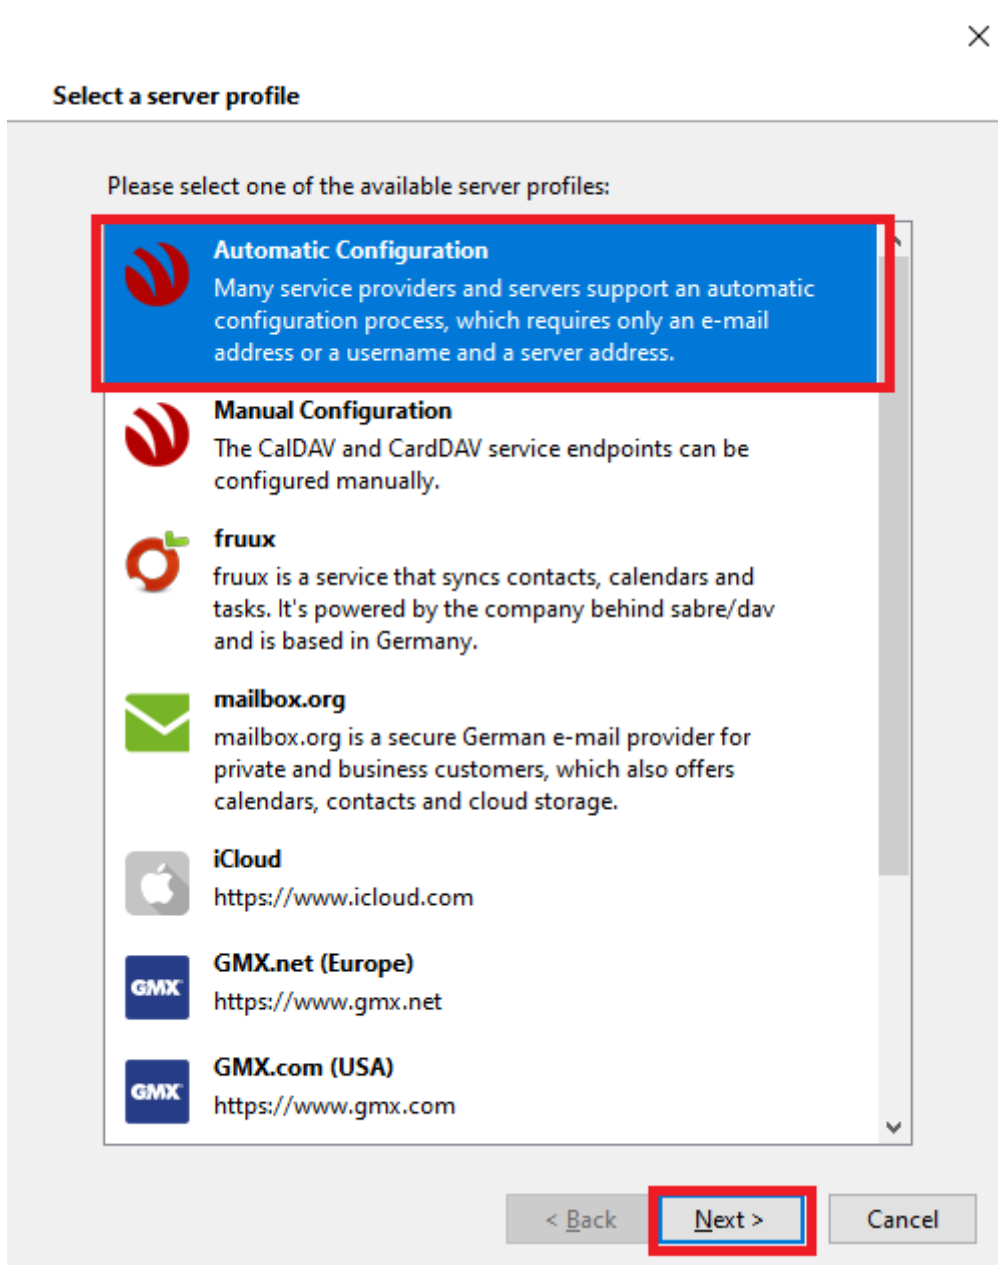 Select a server profile
Please select one of the available server profiles:
Automatic Configuration
Many service providers and servers support an automatic
configuration process, which requires only an e-mail
address or a username and a server address.
Manual Configuration
The CalDAV and CardDAV service endpoints can be
configured manually.
fruux
fruux is a service that syncs contacts, calendars and
tasks. It's powered by the company behind sabre/dav
and is based in Germany.
mailbox.org
mailbox.org is a secure German e-mail provider for
private and business customers, which also offers
calendars, contacts and cloud storage.
iCloud
https://www.icloud.com
GMX
GMX.net (Europe)
https://www.gmx.net
GMX
GMX.com (USA)
https://www.gmx.com
< Back
Next >
Cancel